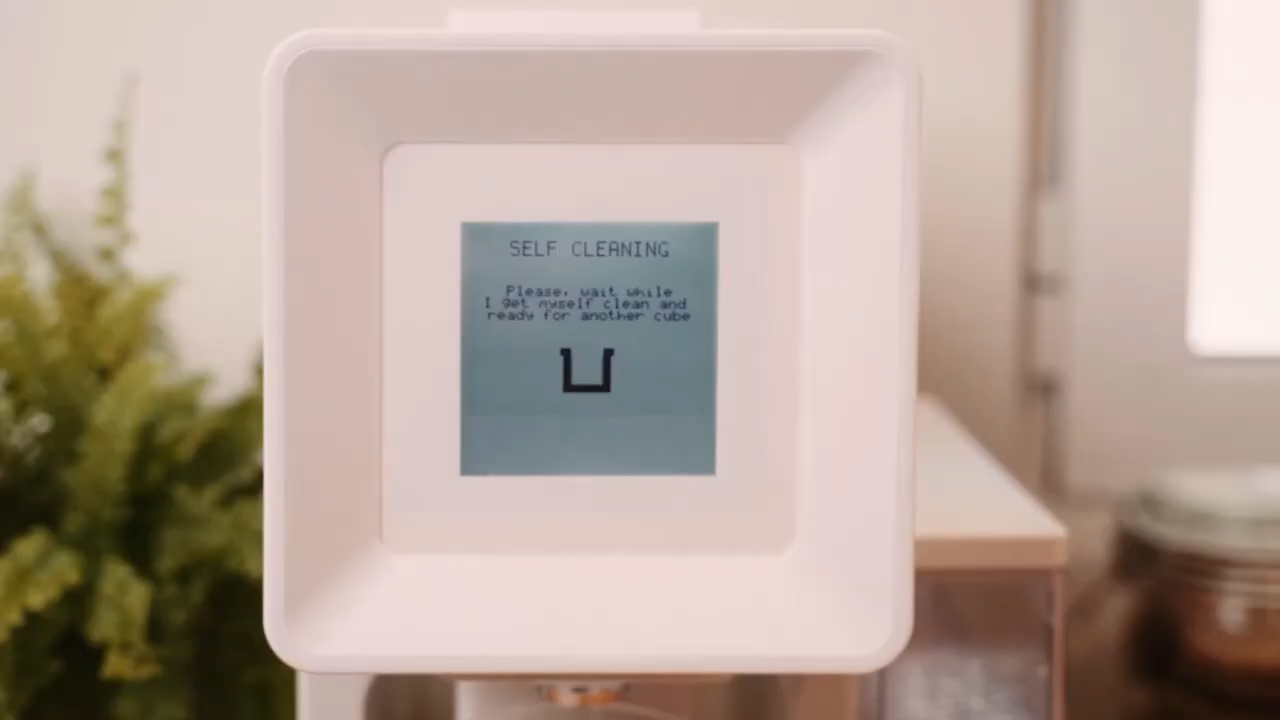 SELF CLEANING
Please, wait while
I get myself clean and
ready for another cube